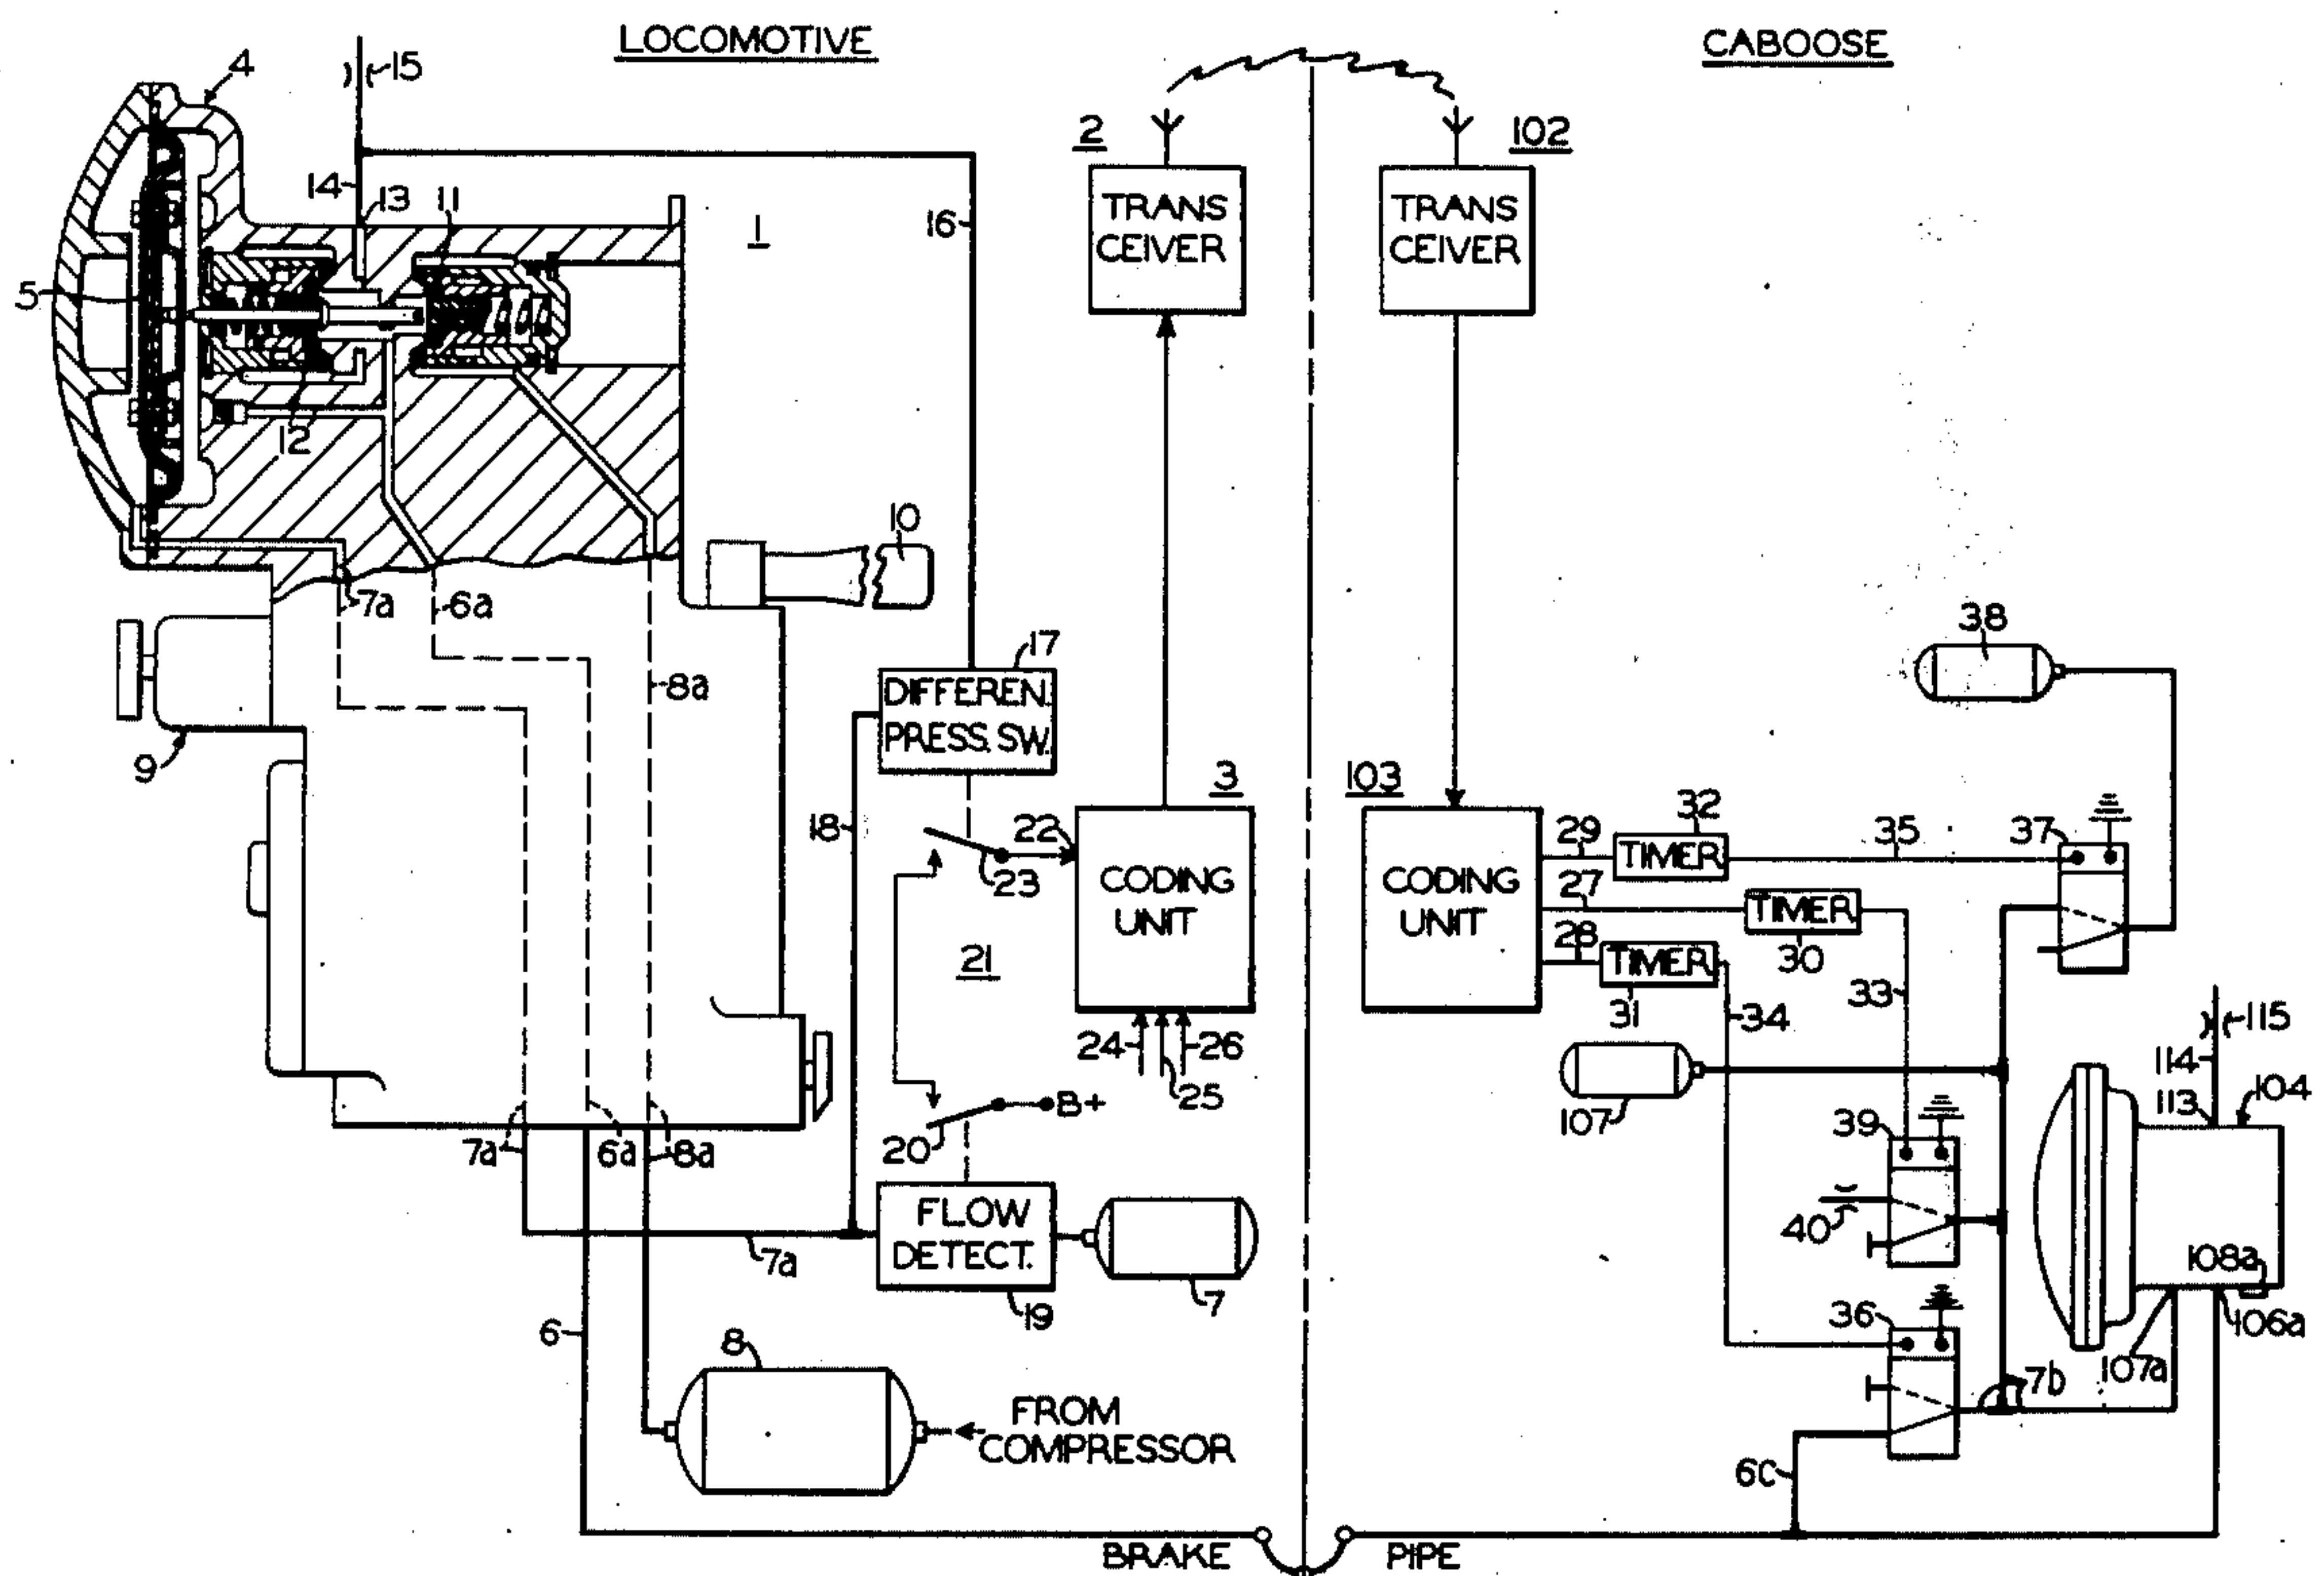 LOCOMOTIVE
CABOOSE
4
15
2
102
TRANS
CEIVER
TRANS
CEIVER
14
13
11
1
16
5
12
10
7a
6a
17
38
DIFFEREN.
PRESS. SW.
8a
9
3
103
18
22
23
29
32
TIMER
35
37
CODING
UNIT
CODING
UNIT
27
TIMER
30
28
TIMER
31
21
33
34
24
25
26
115
114
113
104
107
B+
20
7a
6a
8a
39
FLOW
DETECT.
7a
19
7
40
108a
106a
6
36
107a
7b
8
FROM
COMPRESSOR
6c
BRAKE
PIPE